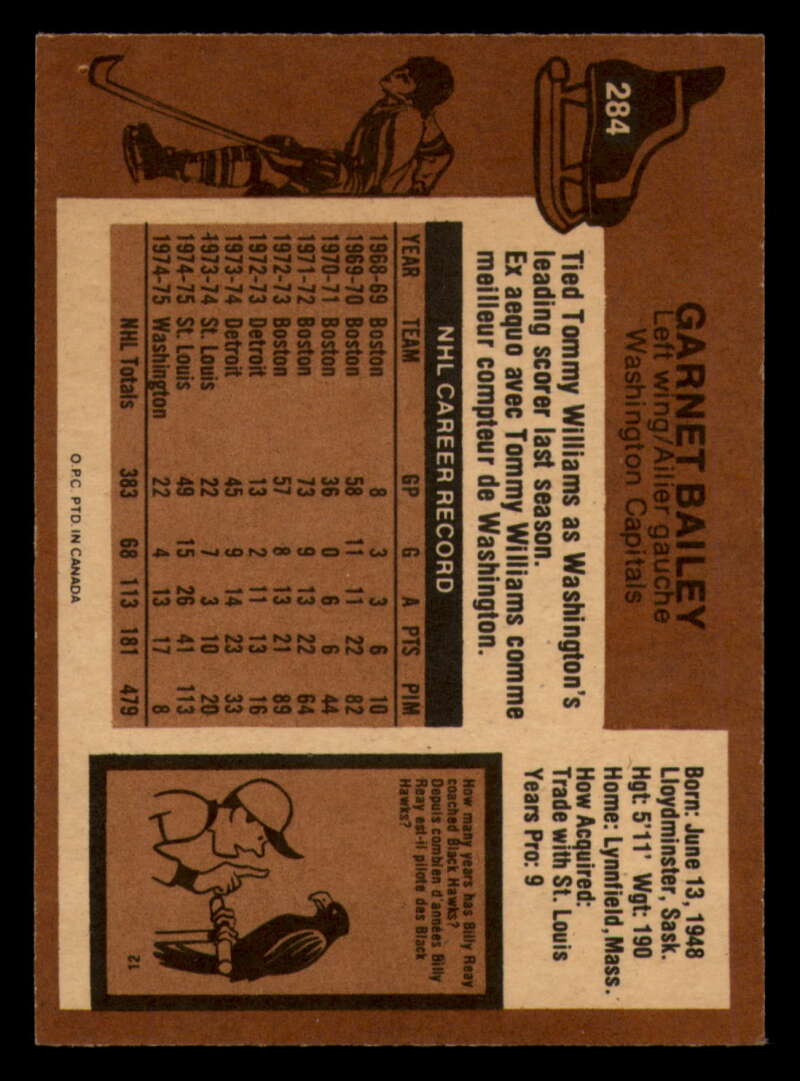 284
GARNET BAILEY
Left wing/Ailier gauche
Washington Capitals
Tied Tommy Williams as Washington's
leading scorer last season.
Ex aequo avec Tommy Williams comme
meilleur compteur de Washington.
NHL CAREER RECORD
YEAR TEAM GP G A PTS PIM
1968-69 Boston 8 3 3 6 10
1969-70 Boston 58 11 11 22 82
1970-71 Boston 36 0 6 6 44
1971-72 Boston 73 9 13 22 64
1972-73 Boston 57 8 13 21 89
1972-73 Detroit 13 2 11 13 16
1973-74 Detroit 45 9 14 23 33
1973-74 St. Louis 22 7 3 10 20
1974-75 St. Louis 49 15 26 41 113
1974-75 Washington 22 4 13 17 8
NHL Totals 383 68 113 181 479
O.P.C. PTD. IN CANADA
Born: June 13, 1948
Lloydminster, Sask.
Hgt: 5'11' Wgt: 190
Home: Lynnfield, Mass.
How Acquired:
Trade with St. Louis
Years Pro: 9
How many years has Billy Reay
coached Black Hawks?
Depuis combien d'années Billy
Reay est-il pilote des Black
Hawks?
12